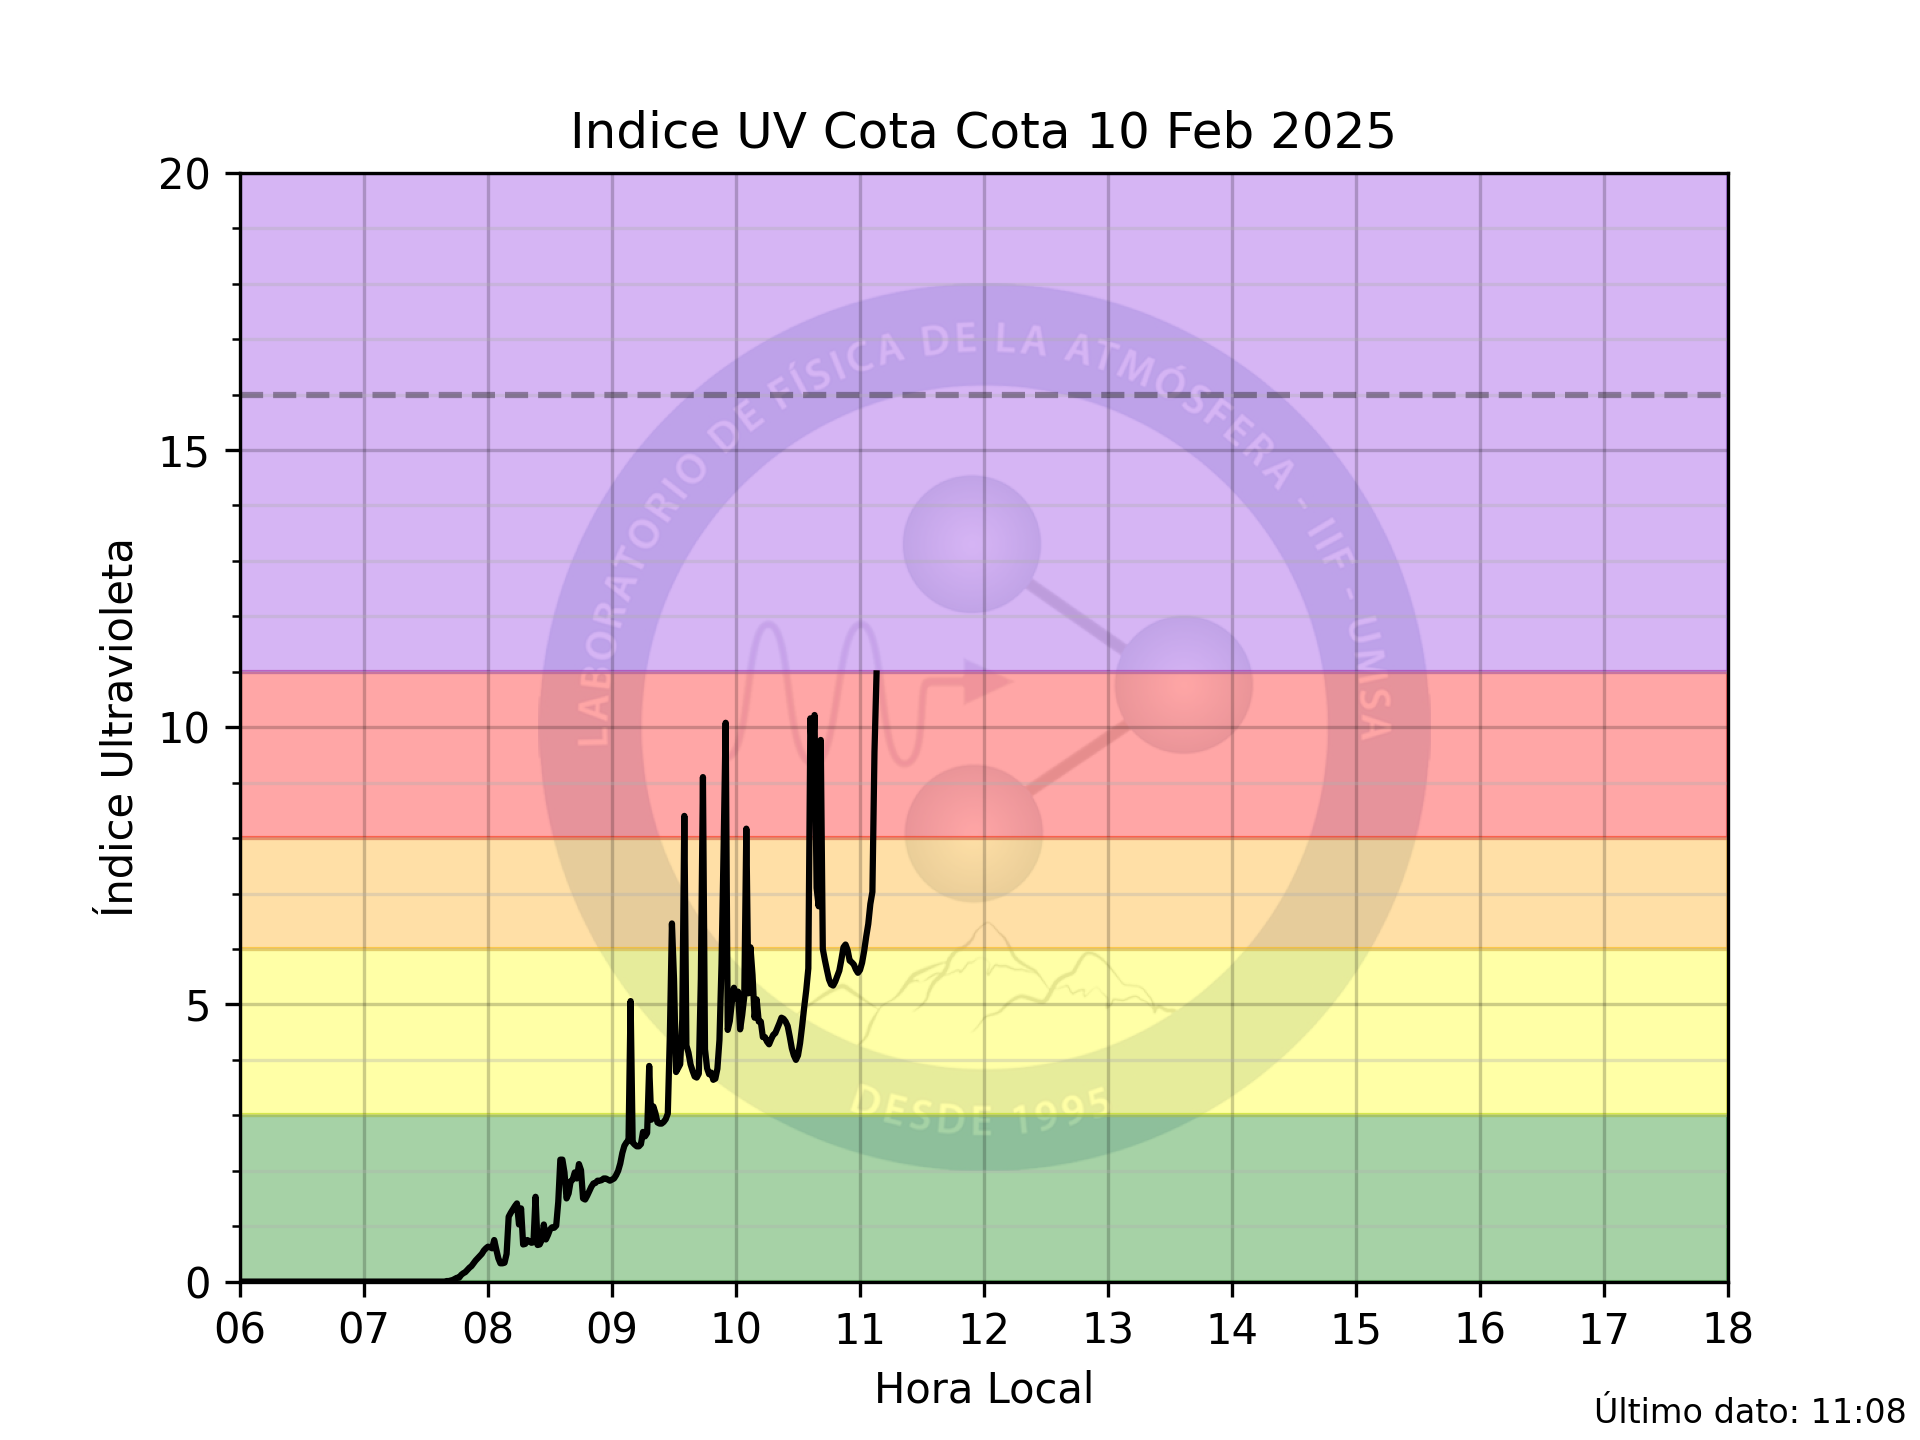 Indice UV Cota Cota 10 Feb 2025
20
15
10
5
0
Índice Ultravioleta
LABORATORIO DE FÍSICA DE LA ATMÓSFERA - IIF - UMSA
DESDE 1995
06 07 08 09 10 11 12 13 14 15 16 17 18
Hora Local
Último dato: 11:08